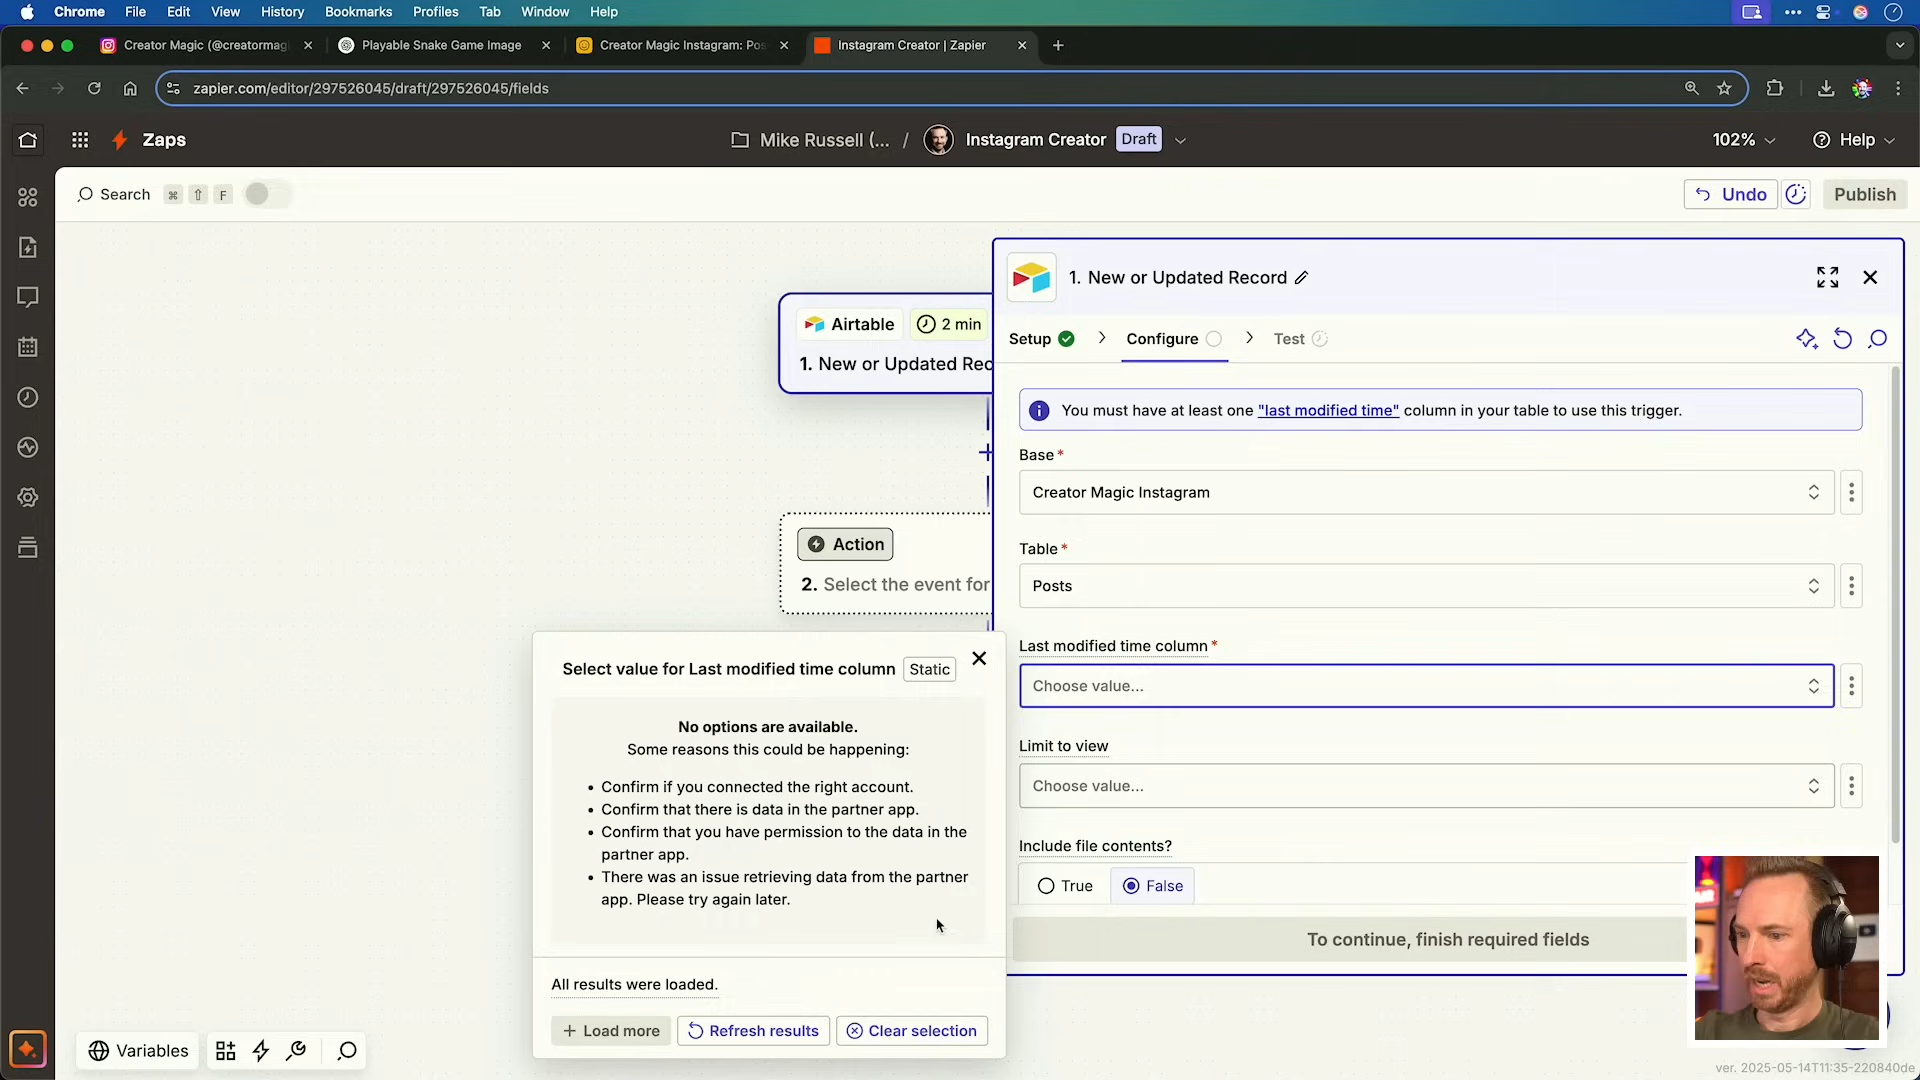 Chrome File Edit View History Bookmarks Profiles Tab Window Help
Creator Magic (@creatormag
Playable Snake Game Image
Creator Magic Instagram: Pos
Instagram Creator | Zapier
zapier.com/editor/297526045/draft/297526045/fields
Zaps
Mike Russell (... / Instagram Creator Draft
102%
Help
Search ⌘ ⇧ F
Undo
Publish
1. New or Updated Record
Airtable
2 min
1. New or Updated Rec
Setup
Configure
Test
You must have at least one "last modified time" column in your table to use this trigger.
Base*
Creator Magic Instagram
Table*
Posts
Action
2. Select the event for
Last modified time column*
Choose value...
Limit to view
Choose value...
Include file contents?
True
False
To continue, finish required fields
Select value for Last modified time column
Static
No options are available.
Some reasons this could be happening:
• Confirm if you connected the right account.
• Confirm that there is data in the partner app.
• Confirm that you have permission to the data in the
partner app.
• There was an issue retrieving data from the partner
app. Please try again later.
All results were loaded.
+ Load more
Refresh results
Clear selection
Variables
ver. 2025-05-14T11:35-220840de